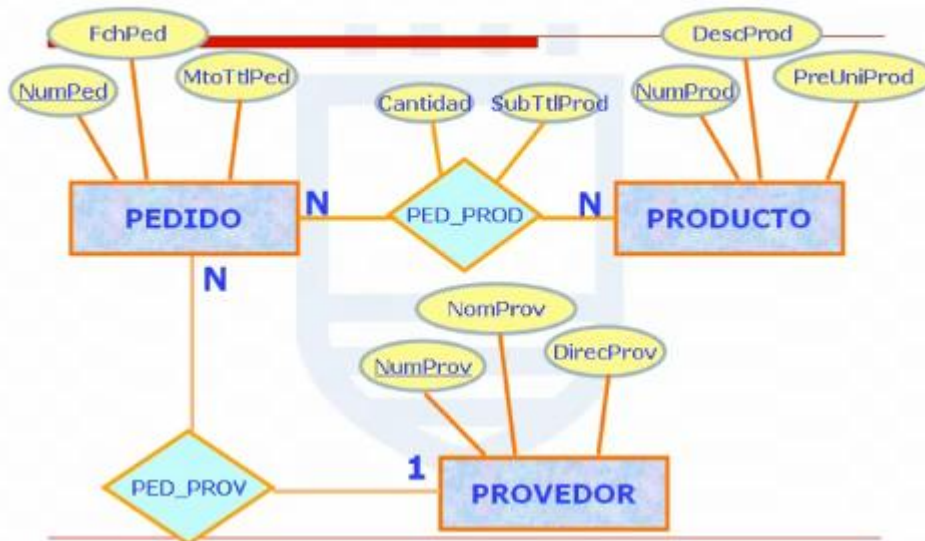 FchPed
DescProd
NumPed
MtoTtlPed
Cantidad
SubTtlProd
NumProd
PreUniProd
PEDIDO
N
PED_PROD
N
PRODUCTO
N
NomProv
NumProv
DirecProv
PED_PROV
1
PROVEDOR